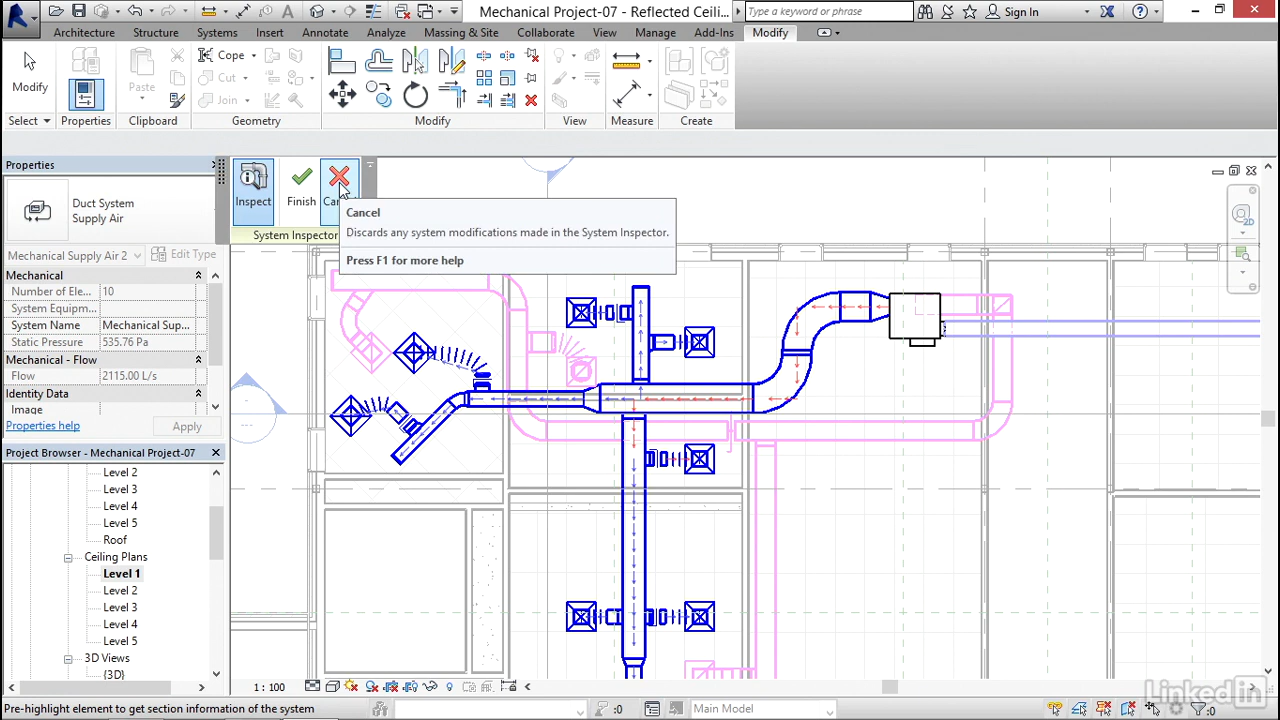 Mechanical Project-07 - Reflected Ceili...
Type a keyword or phrase
Sign In
Architecture Structure Systems Insert Annotate Analyze Massing & Site Collaborate View Manage Add-Ins Modify
Modify
Paste
Cope
Cut
Join
Select Properties Clipboard Geometry Modify View Measure Create
Properties
Duct System
Supply Air
Mechanical Supply Air 2
Edit Type
Mechanical
Number of Ele...
10
System Equipm...
System Name
Mechanical Sup...
Static Pressure
535.76 Pa
Mechanical - Flow
Flow
2115.00 L/s
Identity Data
Image
Properties help
Apply
Inspect
Finish
System Inspector
Cancel
Discards any system modifications made in the System Inspector.
Press F1 for more help
Project Browser - Mechanical Project-07
Level 2
Level 3
Level 4
Level 5
Roof
Ceiling Plans
Level 1
Level 2
Level 3
Level 4
Level 5
3D Views
{3D}
1 : 100
Pre-highlight element to get section information of the system
:0
Main Model
:0
2D
LinkedIn